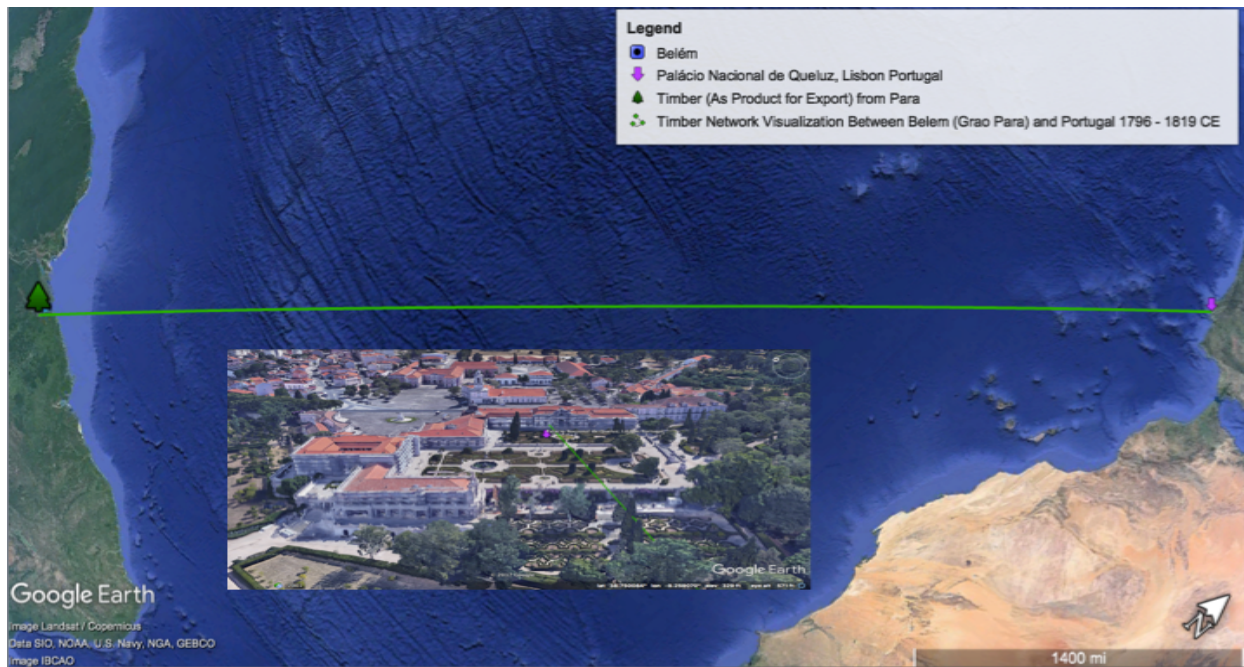 Legend
Belém
Palácio Nacional de Queluz, Lisbon Portugal
Timber (As Product for Export) from Para
Timber Network Visualization Between Belem (Grao Para) and Portugal 1796 - 1819 CE
Google Earth
Google Earth
Image Landsat / Copernicus
Data SIO, NOAA, U.S. Navy, NGA, GEBCO
Image IBCAO
1400 mi